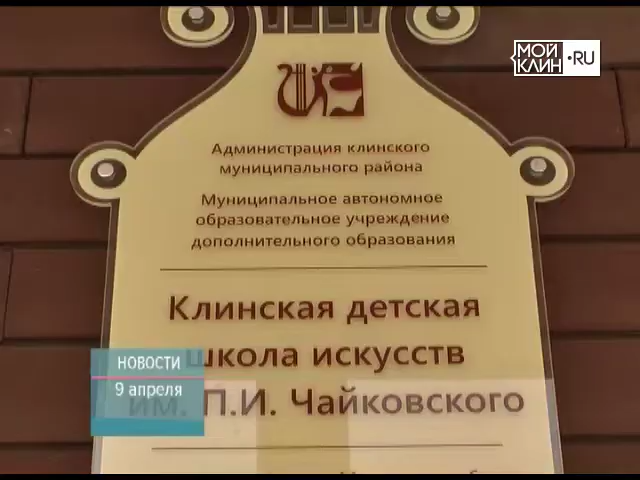 МОЙ
КЛИН.RU
Администрация клинского
муниципального района
Муниципальное автономное
образовательное учреждение
дополнительного образования
Клинская детская
школа искусств
им. П.И. Чайковского
НОВОСТИ
9 апреля